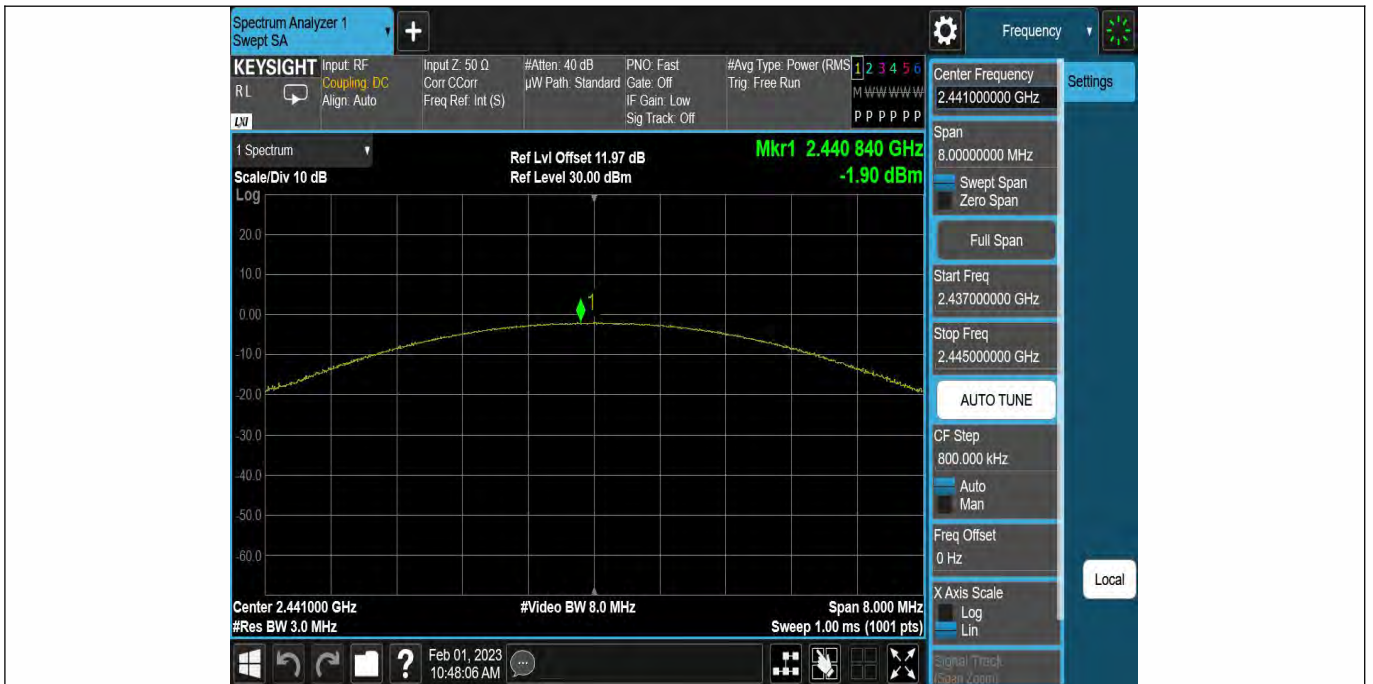 Spectrum Analyzer 1
Swept SA
+
Frequency
KEYSIGHT
R L
LXI
Input: RF
Coupling: DC
Align: Auto
Input Z: 50 Ω
Corr CCorr
Freq Ref: Int (S)
#Atten: 40 dB
µW Path: Standard
PNO: Fast
Gate: Off
IF Gain: Low
Sig Track: Off
#Avg Type: Power (RMS
Trig: Free Run
1 2 3 4 5 6
M W W W W W
P P P P P P
1 Spectrum
Scale/Div 10 dB
Log
Ref Lvl Offset 11.97 dB
Ref Level 30.00 dBm
Mkr1 2.440 840 GHz
-1.90 dBm
20.0
10.0
0.00
-10.0
-20.0
-30.0
-40.0
-50.0
-60.0
1
Center 2.441000 GHz
#Res BW 3.0 MHz
#Video BW 8.0 MHz
Span 8.000 MHz
Sweep 1.00 ms (1001 pts)
Center Frequency
2.441000000 GHz
Settings
Span
8.00000000 MHz
Swept Span
Zero Span
Full Span
Start Freq
2.437000000 GHz
Stop Freq
2.445000000 GHz
AUTO TUNE
CF Step
800.000 kHz
Auto
Man
Freq Offset
0 Hz
X Axis Scale
Log
Lin
Signal Track
(Span Zoom)
Local
?
Feb 01, 2023
10:48:06 AM